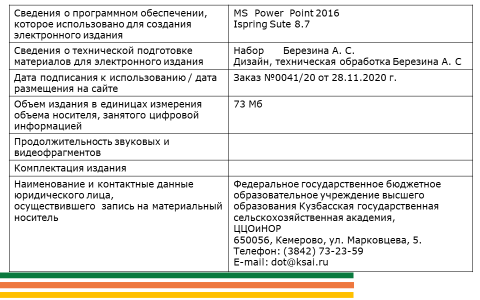 Сведения о программном обеспечении,
которое использовано для создания
электронного издания
MS Power Point 2016
Ispring Sute 8.7
Сведения о технической подготовке
материалов для электронного издания
Набор Березина А. С.
Дизайн, техническая обработка Березина А. С
Дата подписания к использованию / дата
размещения на сайте
Заказ №0041/20 от 28.11.2020 г.
Объем издания в единицах измерения
объема носителя, занятого цифровой
информацией
73 Мб
Продолжительность звуковых и
видеофрагментов
Комплектация издания
Наименование и контактные данные
юридического лица,
осуществившего запись на материальный
носитель
Федеральное государственное бюджетное
образовательное учреждение высшего
образования Кузбасская государственная
сельскохозяйственная академия,
ЦЦОиНОР
650056, Кемерово, ул. Марковцева, 5.
Телефон: (3842) 73-23-59
E-mail: dot@ksai.ru